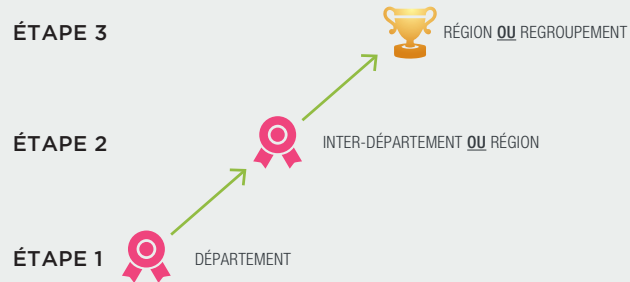 ÉTAPE 3
RÉGION OU REGROUPEMENT
ÉTAPE 2
INTER-DÉPARTEMENT OU RÉGION
ÉTAPE 1
DÉPARTEMENT